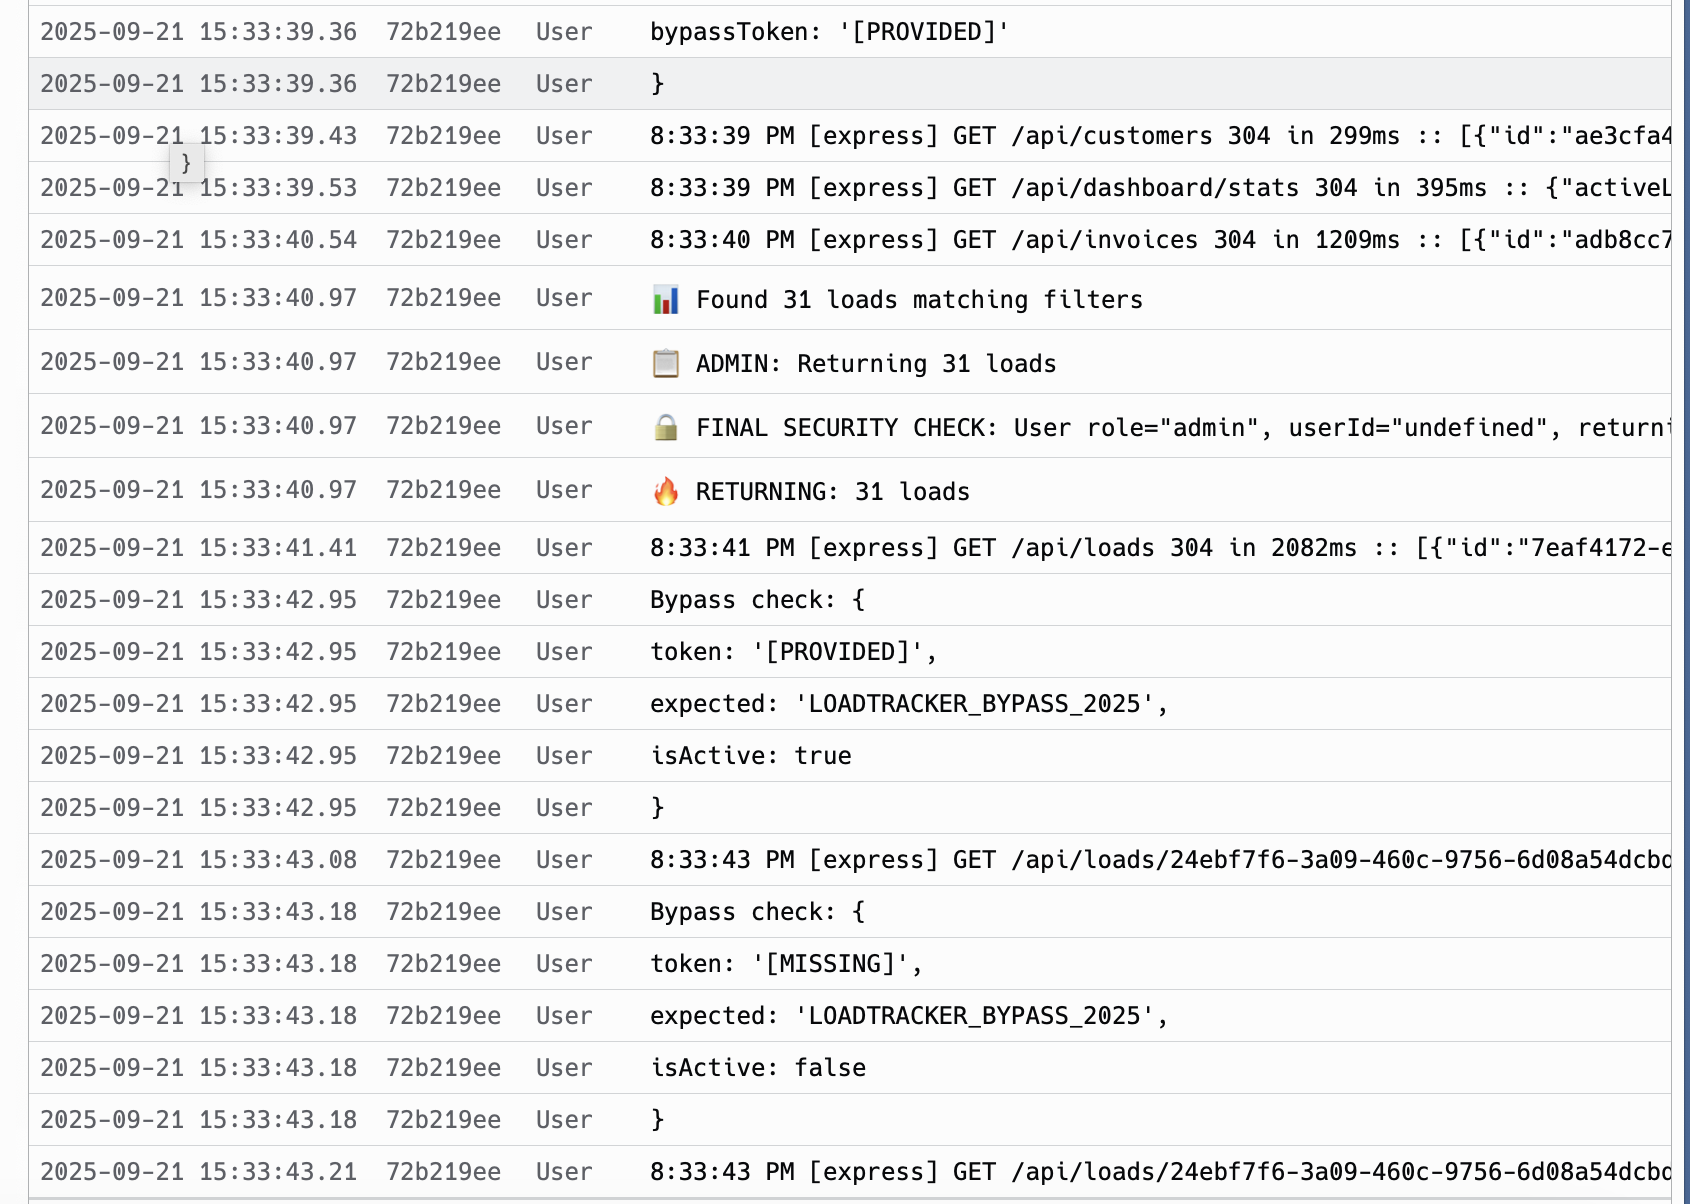 2025-09-21 15:33:39.36 72b219ee User bypassToken: '[PROVIDED]'
2025-09-21 15:33:39.36 72b219ee User }
2025-09-21 15:33:39.43 72b219ee User 8:33:39 PM [express] GET /api/customers 304 in 299ms :: [{"id":"ae3cfa4
}
2025-09-21 15:33:39.53 72b219ee User 8:33:39 PM [express] GET /api/dashboard/stats 304 in 395ms :: {"activeL
2025-09-21 15:33:40.54 72b219ee User 8:33:40 PM [express] GET /api/invoices 304 in 1209ms :: [{"id":"adb8cc7
2025-09-21 15:33:40.97 72b219ee User 📊 Found 31 loads matching filters
2025-09-21 15:33:40.97 72b219ee User 📋 ADMIN: Returning 31 loads
2025-09-21 15:33:40.97 72b219ee User 🔒 FINAL SECURITY CHECK: User role="admin", userId="undefined", returni
2025-09-21 15:33:40.97 72b219ee User 🔥 RETURNING: 31 loads
2025-09-21 15:33:41.41 72b219ee User 8:33:41 PM [express] GET /api/loads 304 in 2082ms :: [{"id":"7eaf4172-e
2025-09-21 15:33:42.95 72b219ee User Bypass check: {
2025-09-21 15:33:42.95 72b219ee User token: '[PROVIDED]',
2025-09-21 15:33:42.95 72b219ee User expected: 'LOADTRACKER_BYPASS_2025',
2025-09-21 15:33:42.95 72b219ee User isActive: true
2025-09-21 15:33:42.95 72b219ee User }
2025-09-21 15:33:43.08 72b219ee User 8:33:43 PM [express] GET /api/loads/24ebf7f6-3a09-460c-9756-6d08a54dcbd
2025-09-21 15:33:43.18 72b219ee User Bypass check: {
2025-09-21 15:33:43.18 72b219ee User token: '[MISSING]',
2025-09-21 15:33:43.18 72b219ee User expected: 'LOADTRACKER_BYPASS_2025',
2025-09-21 15:33:43.18 72b219ee User isActive: false
2025-09-21 15:33:43.18 72b219ee User }
2025-09-21 15:33:43.21 72b219ee User 8:33:43 PM [express] GET /api/loads/24ebf7f6-3a09-460c-9756-6d08a54dcbd